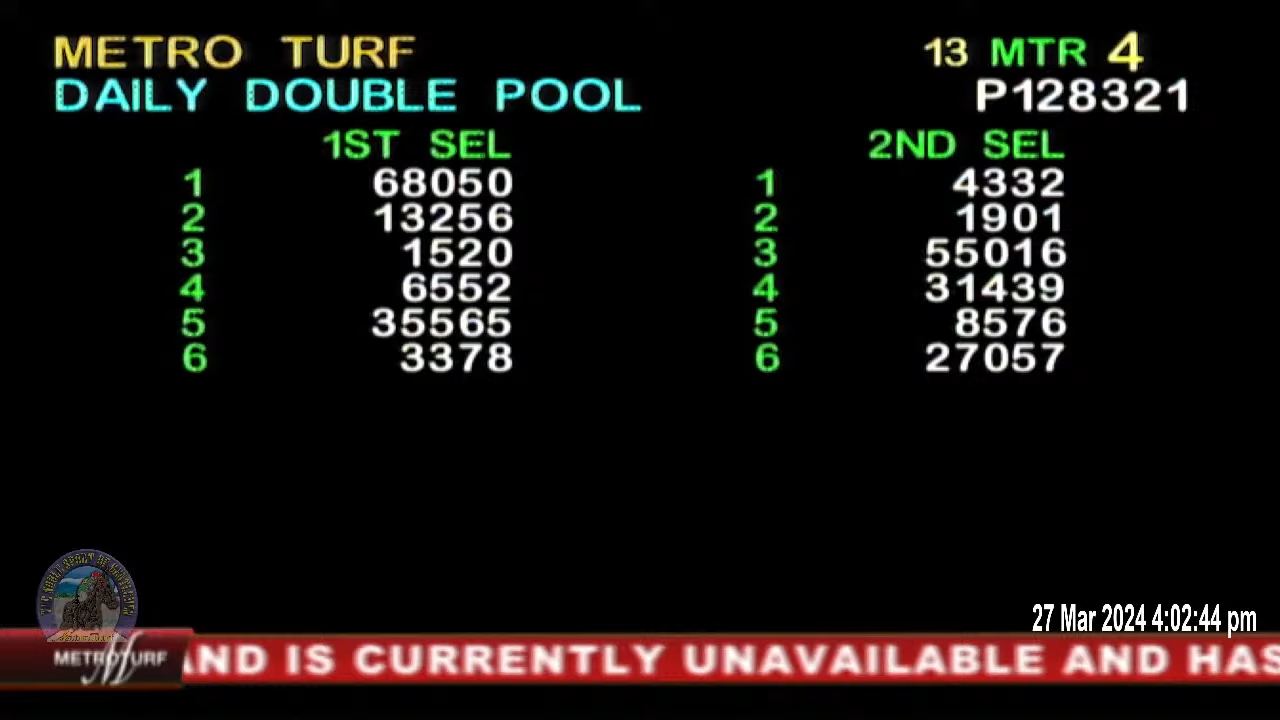 METRO TURF 13 MTR 4
DAILY DOUBLE POOL P128321
1ST SEL 2ND SEL
1 68050 1 4332
2 13256 2 1901
3 1520 3 55016
4 6552 4 31439
5 35565 5 8576
6 3378 6 27057
27 Mar 2024 4:02:44 pm
METROTURF AND IS CURRENTLY UNAVAILABLE AND HAS